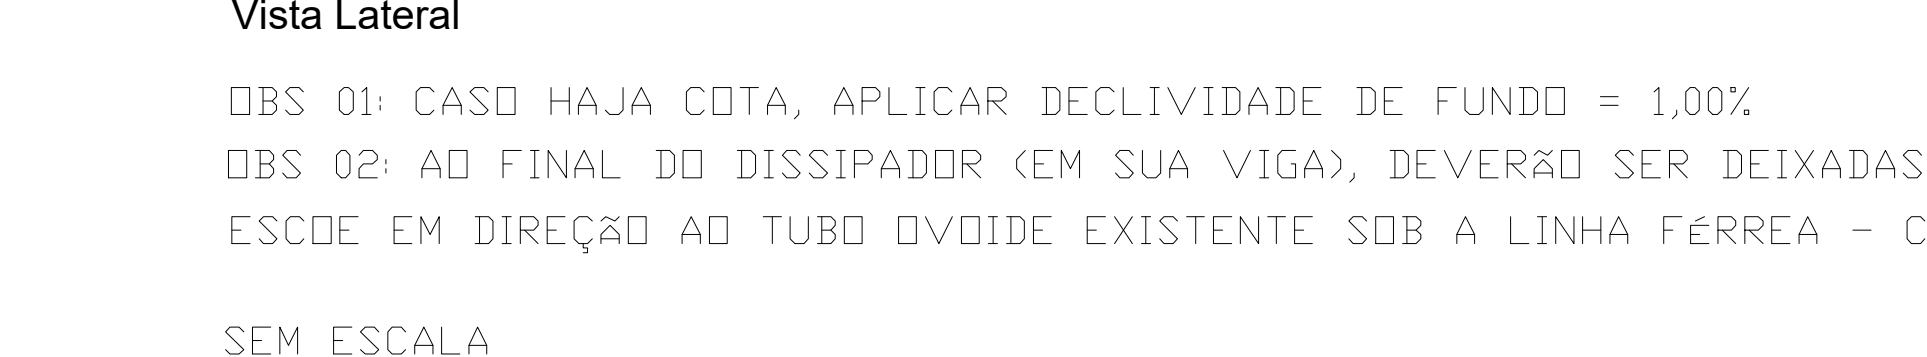 Vista Lateral
OBS 01: CASO HAJA COTA, APLICAR DECLIVIDADE DE FUNDO = 1,00%
OBS 02: AO FINAL DO DISSIPADOR (EM SUA VIGA), DEVERÃO SER DEIXADAS
ESCOE EM DIREÇÃO AO TUBO OVOIDE EXISTENTE SOB A LINHA FÉRREA - C
SEM ESCALA